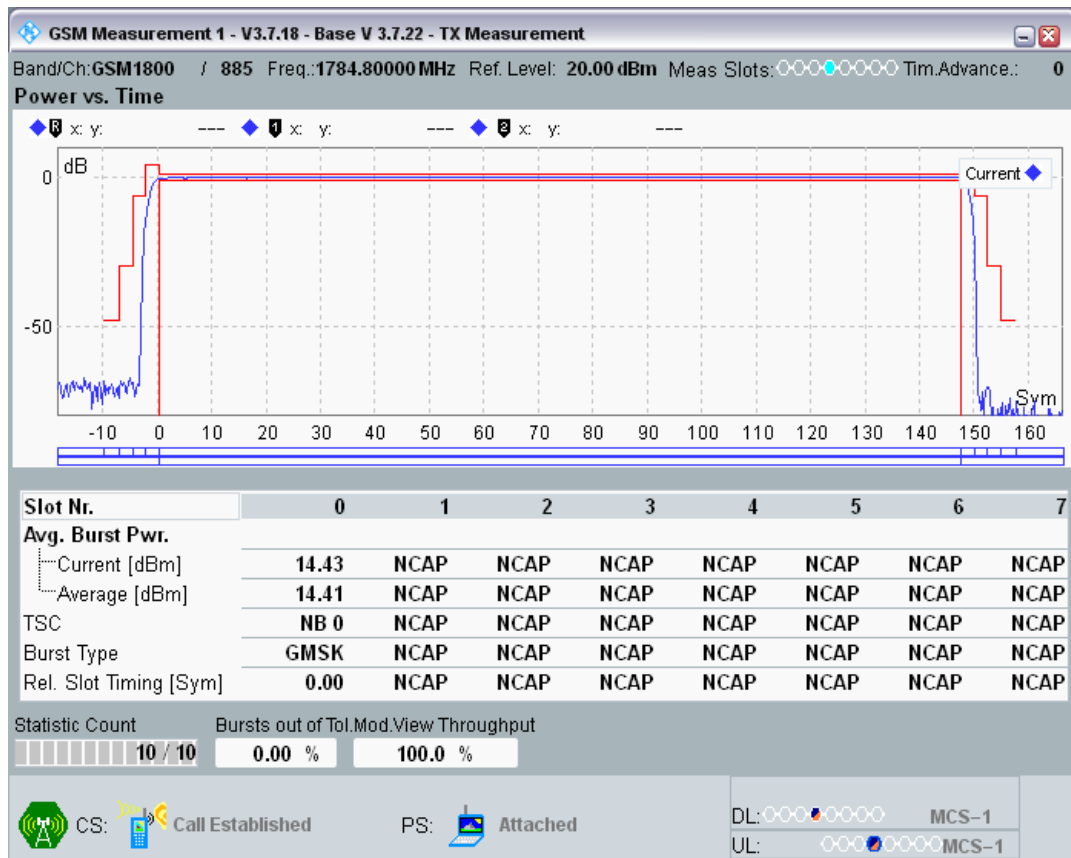 GSM Measurement 1 - V3.7.18 - Base V 3.7.22 - TX Measurement
Band/Ch:GSM1800 / 885 Freq.:1784.80000 MHz Ref. Level: 20.00 dBm Meas Slots: Tim.Advance.: 0
Power vs. Time
R x: y: --- 1 x: y: --- 2 x: y: ---
dB
Current
0
-50
Sym
-10 0 10 20 30 40 50 60 70 80 90 100 110 120 130 140 150 160
Slot Nr. 0 1 2 3 4 5 6 7
Avg. Burst Pwr.
Current [dBm] 14.43 NCAP NCAP NCAP NCAP NCAP NCAP NCAP
Average [dBm] 14.41 NCAP NCAP NCAP NCAP NCAP NCAP NCAP
TSC NB 0 NCAP NCAP NCAP NCAP NCAP NCAP NCAP
Burst Type GMSK NCAP NCAP NCAP NCAP NCAP NCAP NCAP
Rel. Slot Timing [Sym] 0.00 NCAP NCAP NCAP NCAP NCAP NCAP NCAP
Statistic Count Bursts out of Tol.Mod.View Throughput
10 / 10 0.00 % 100.0 %
CS: Call Established PS: Attached
DL: MCS-1
UL: MCS-1